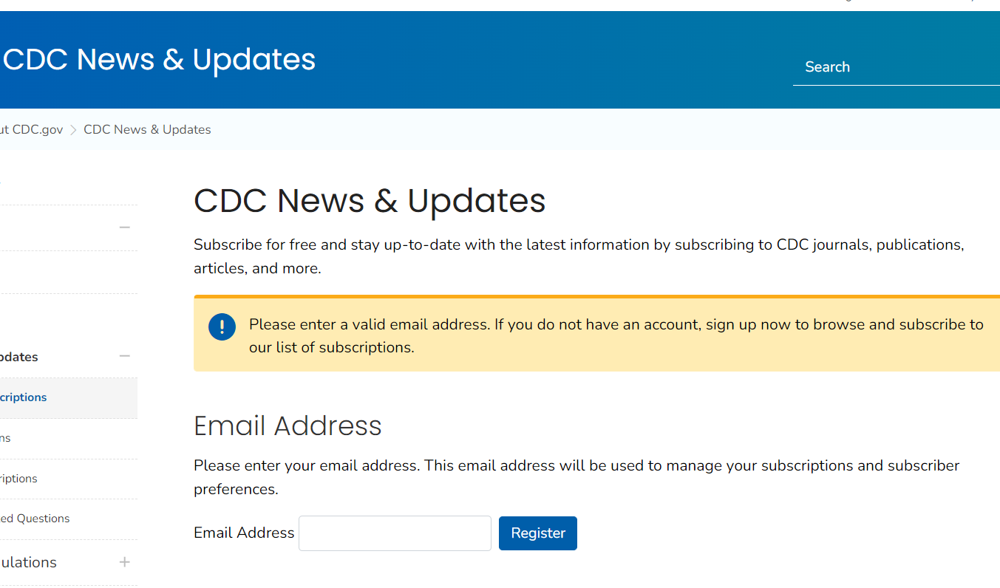 CDC News & Updates
Search
ut CDC.gov
CDC News & Updates
CDC News & Updates
Subscribe for free and stay up-to-date with the latest information by subscribing to CDC journals, publications,
articles, and more.
Please enter a valid email address. If you do not have an account, sign up now to browse and subscribe to
our list of subscriptions.
pdates
criptions
ns
riptions
ed Questions
ulations
Email Address
Please enter your email address. This email address will be used to manage your subscriptions and subscriber
preferences.
Email Address
Register